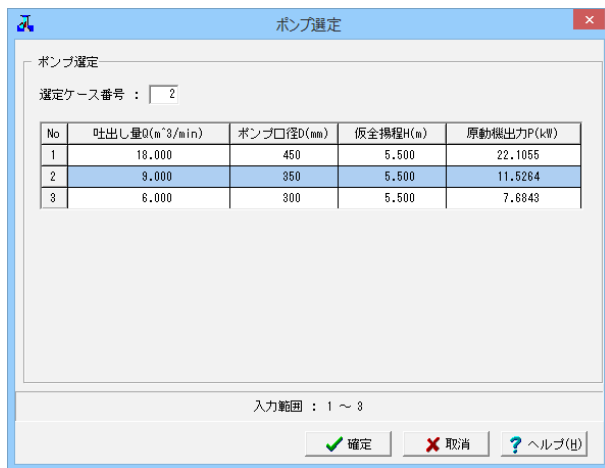 ポンプ選定
ポンプ選定
選定ケース番号 : 2
No 吐出し量Q(m^3/min) ポンプ口径D(mm) 仮全揚程H(m) 原動機出力P(kW)
1 18.000 450 5.500 22.1055
2 9.000 350 5.500 11.5264
3 6.000 300 5.500 7.6843
入力範囲 : 1 ～ 3
確定 取消 ? ヘルプ(H)